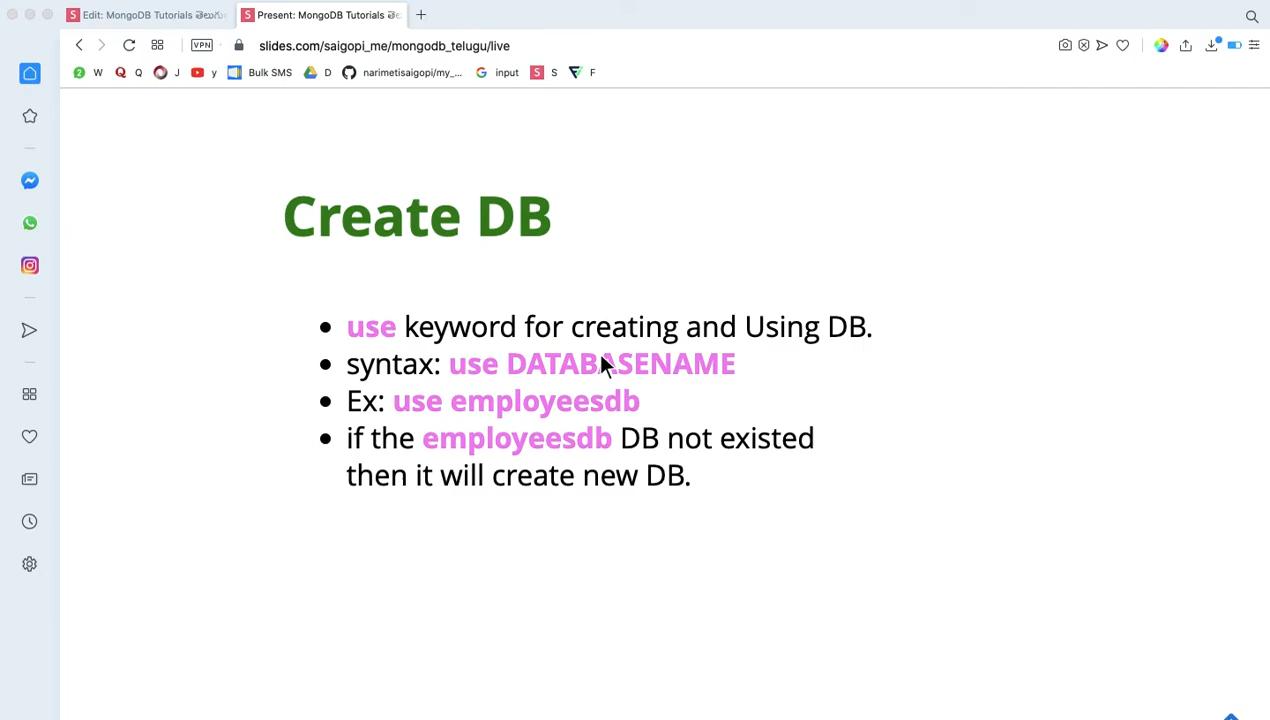 Edit: MongoDB Tutorials
Present: MongoDB Tutorials
VPN
slides.com/saigopi_me/mongodb_telugu/live
2 W Q J y Bulk SMS D narimetisaigopi/my_... input S S F
Create DB
use keyword for creating and Using DB.
syntax: use DATABASENAME
Ex: use employeesdb
if the employeesdb DB not existed
then it will create new DB.